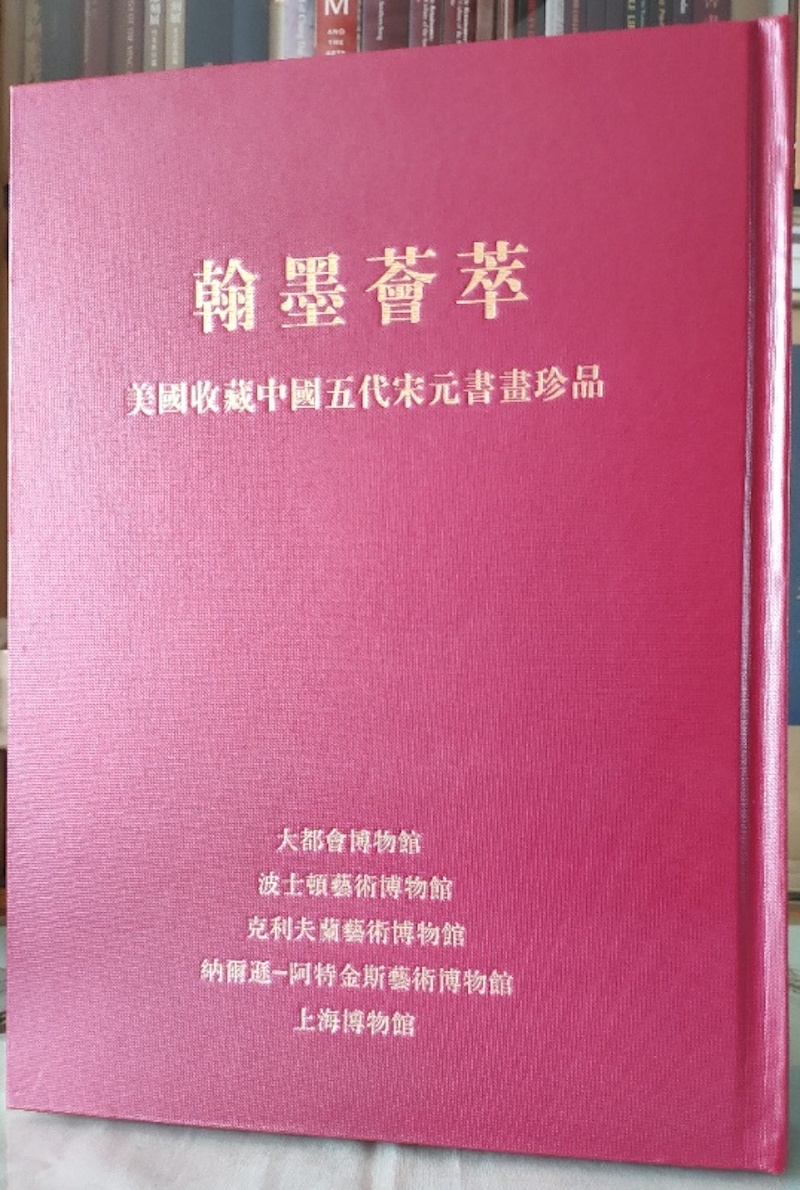 翰墨薈萃
美國收藏中國五代宋元書畫珍品
大都會博物館
波士頓藝術博物館
克利夫蘭藝術博物館
納爾遜-阿特金斯藝術博物館
上海博物館
M
AND
THE
ARTS